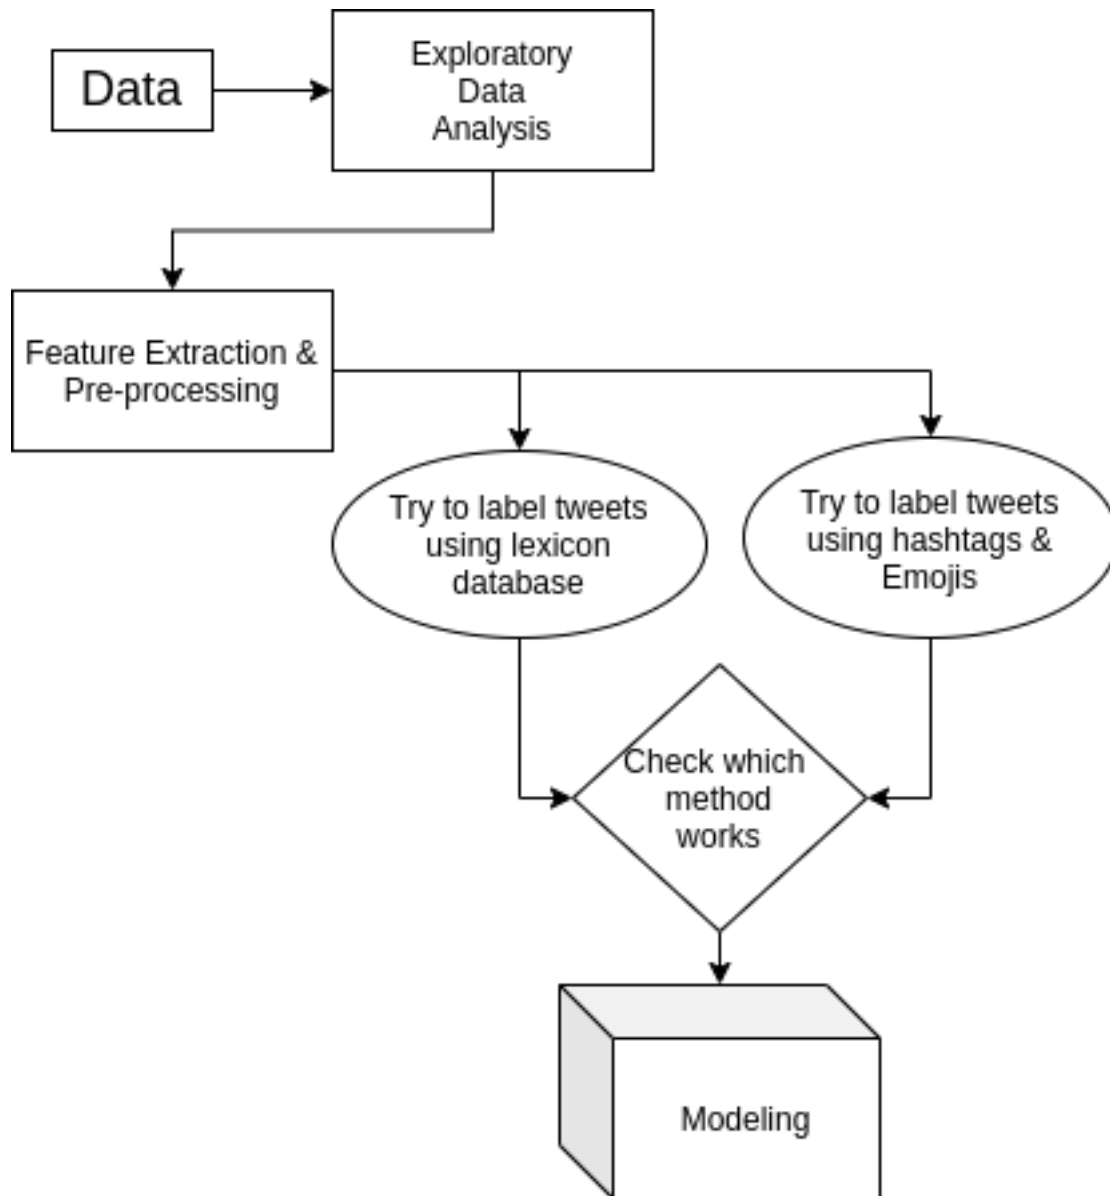 Data
Exploratory
Data
Analysis
Feature Extraction &
Pre-processing
Try to label tweets
using lexicon
database
Try to label tweets
using hashtags &
Emojis
Check which
method
works
Modeling